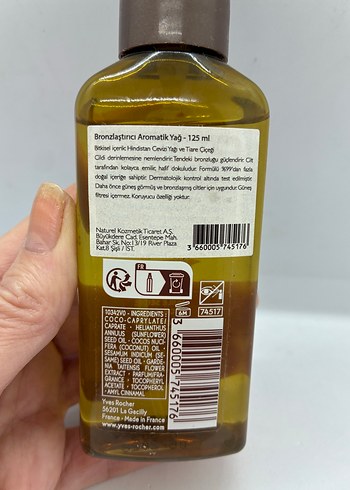 Bronzlaştırıcı Aromatik Yağ - 125 ml
Bitkisel içerik: Hindistan Cevizi Yağı ve Tiare Çiçeği
Cildi derinlemesine nemlendirir. Tendeki bronzluğu güçlendirir. Cilt
tarafından kolayca emilir, hafif dokuludur. Formülü %99'dan fazla
doğal içeriğe sahiptir. Dermatolojik kontrol altında test edilmiştir.
Daha önce güneş görmüş ve bronzlaşmış ciltler için uygundur. Güneş
filtresi içermez. Koruyucu özelliği yoktur.
Naturel Kozmetik Ticaret A.Ş.
Büyükdere Cad. Esentepe Mah.
Bahar Sk. No:13/19 River Plaza
Kat:8 Şişli / İST.
3 660005 745176
FR
6M
74517
10342V0 - INGREDIENTS :
COCO-CAPRYLATE/
CAPRATE • HELIANTHUS
ANNUUS (SUNFLOWER)
SEED OIL • COCOS NUCI-
FERA (COCONUT) OIL •
SESAMUM INDICUM (SE-
SAME) SEED OIL • GARDE-
NIA TAITENSIS FLOWER
EXTRACT • PARFUM/FRA-
GRANCE • TOCOPHERYL
ACETATE • TOCOPHEROL
• AMYL CINNAMAL
Yves Rocher
56201 La Gacilly
France - Made in France
www.yves-rocher.com
3 660005 745176